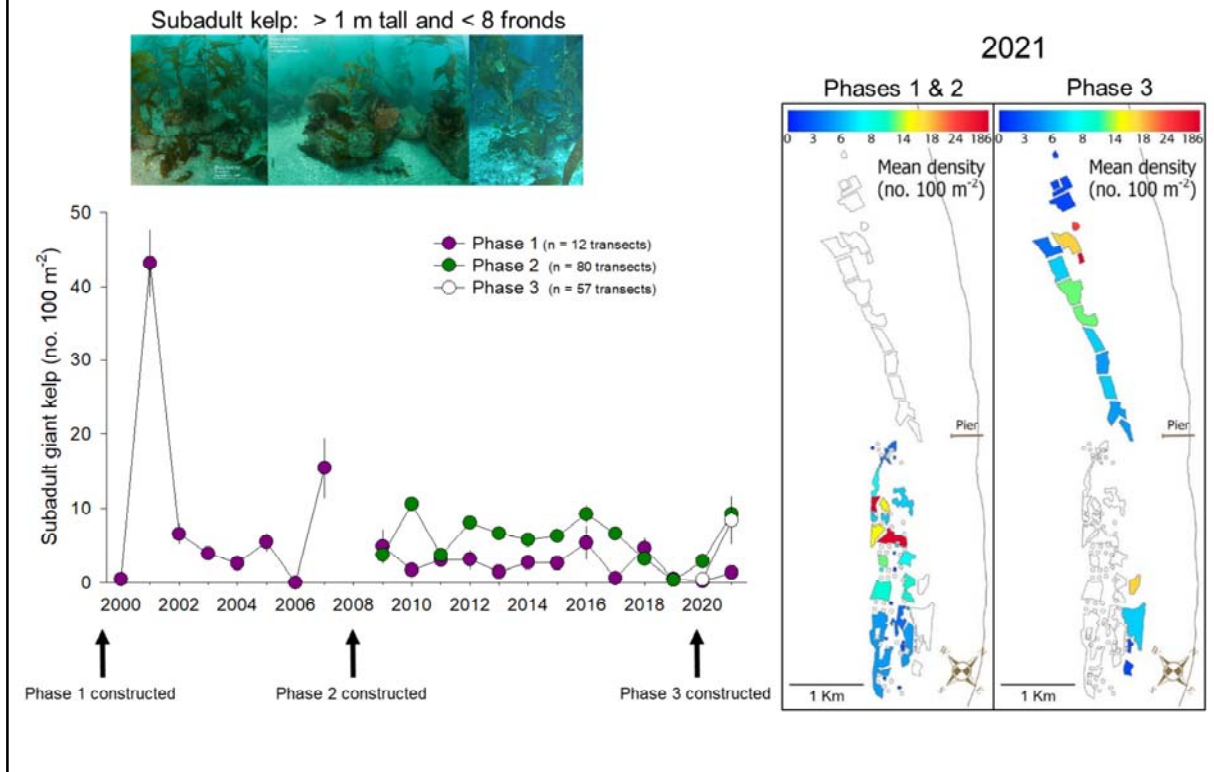 Subadult kelp: > 1 m tall and < 8 fronds
2021
Phases 1 & 2
Phase 3
0 3 6 8 14 18 24 186
Mean density
(no. 100 m⁻²)
0 3 6 8 14 18 24 186
Mean density
(no. 100 m⁻²)
Pier
Pier
1 Km
1 Km
Subadult giant kelp (no. 100 m⁻²)
50
40
30
20
10
0
Phase 1 (n = 12 transects)
Phase 2 (n = 80 transects)
Phase 3 (n = 57 transects)
2000 2002 2004 2006 2008 2010 2012 2014 2016 2018 2020
Phase 1 constructed
Phase 2 constructed
Phase 3 constructed